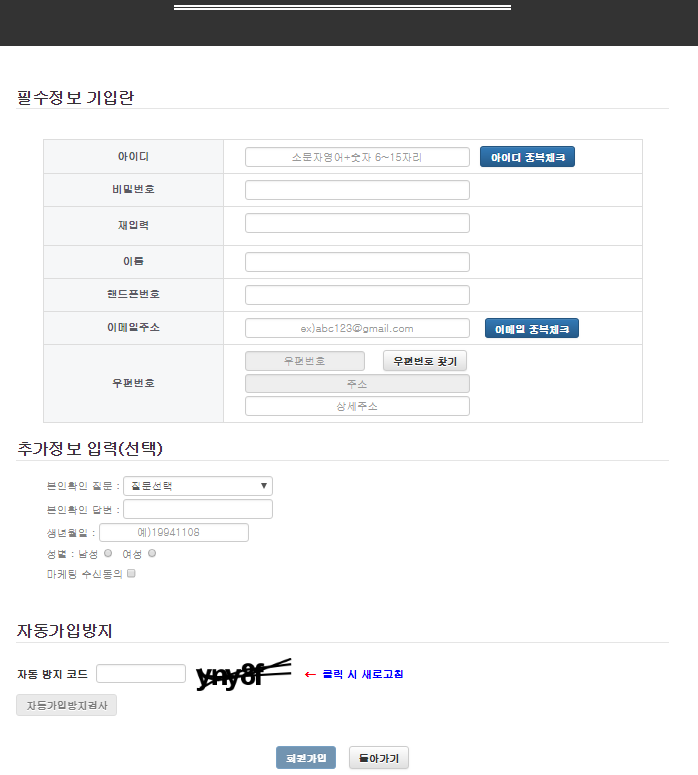 필수정보 기입란
아이디 소문자영어+숫자 6~15자리 아이디 중복체크
비밀번호
재입력
이름
핸드폰번호
이메일주소 ex)abc123@gmail.com 이메일 중복체크
우편번호 우편번호 우편번호 찾기
주소
상세주소
추가정보 입력(선택)
본인확인 질문 : 질문선택
본인확인 답변 :
생년월일 : 예)19941108
성별 : 남성 여성
마케팅 수신동의
자동가입방지
자동 방지 코드 yny8f ← 클릭 시 새로고침
자동가입방지검사
회원가입 돌아가기